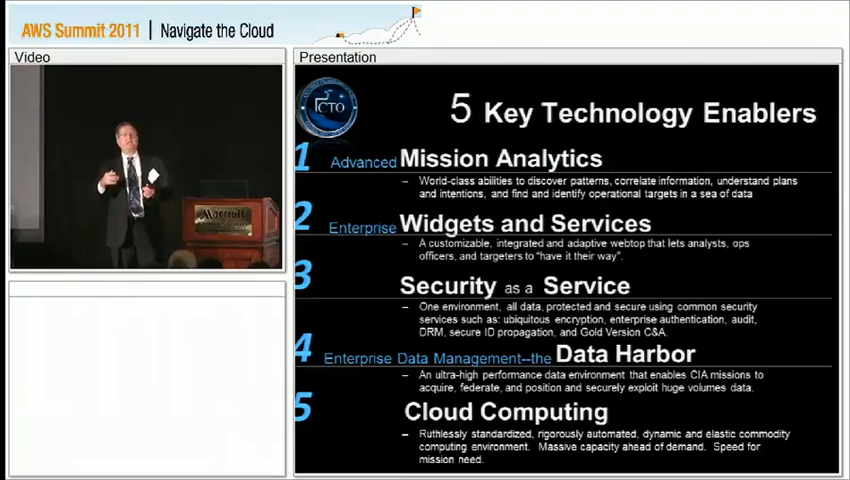 AWS Summit 2011 | Navigate the Cloud
Video
Presentation
Marriott
CTO
5 Key Technology Enablers
1 Advanced Mission Analytics
– World-class abilities to discover patterns, correlate information, understand plans
and intentions, and find and identify operational targets in a sea of data
2 Enterprise Widgets and Services
– A customizable, integrated and adaptive webtop that lets analysts, ops
officers, and targeters to “have it their way”.
3 Security as a Service
– One environment, all data, protected and secure using common security
services such as: ubiquitous encryption, enterprise authentication, audit,
DRM, secure ID propagation, and Gold Version C&A.
4 Enterprise Data Management--the Data Harbor
– An ultra-high performance data environment that enables CIA missions to
acquire, federate, and position and securely exploit huge volumes data.
5 Cloud Computing
– Ruthlessly standardized, rigorously automated, dynamic and elastic commodity
computing environment. Massive capacity ahead of demand. Speed for
mission need.